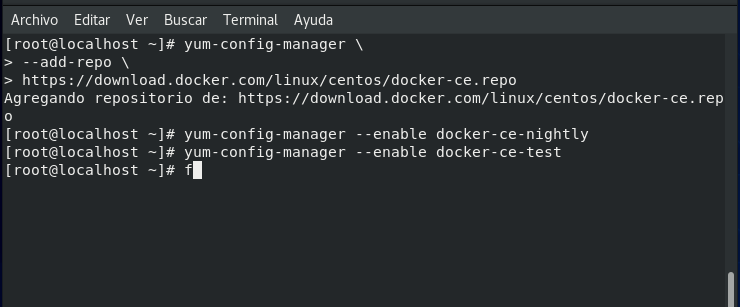 Archivo Editar Ver Buscar Terminal Ayuda
[root@localhost ~]# yum-config-manager \
> --add-repo \
> https://download.docker.com/linux/centos/docker-ce.repo
Agregando repositorio de: https://download.docker.com/linux/centos/docker-ce.rep
o
[root@localhost ~]# yum-config-manager --enable docker-ce-nightly
[root@localhost ~]# yum-config-manager --enable docker-ce-test
[root@localhost ~]# f